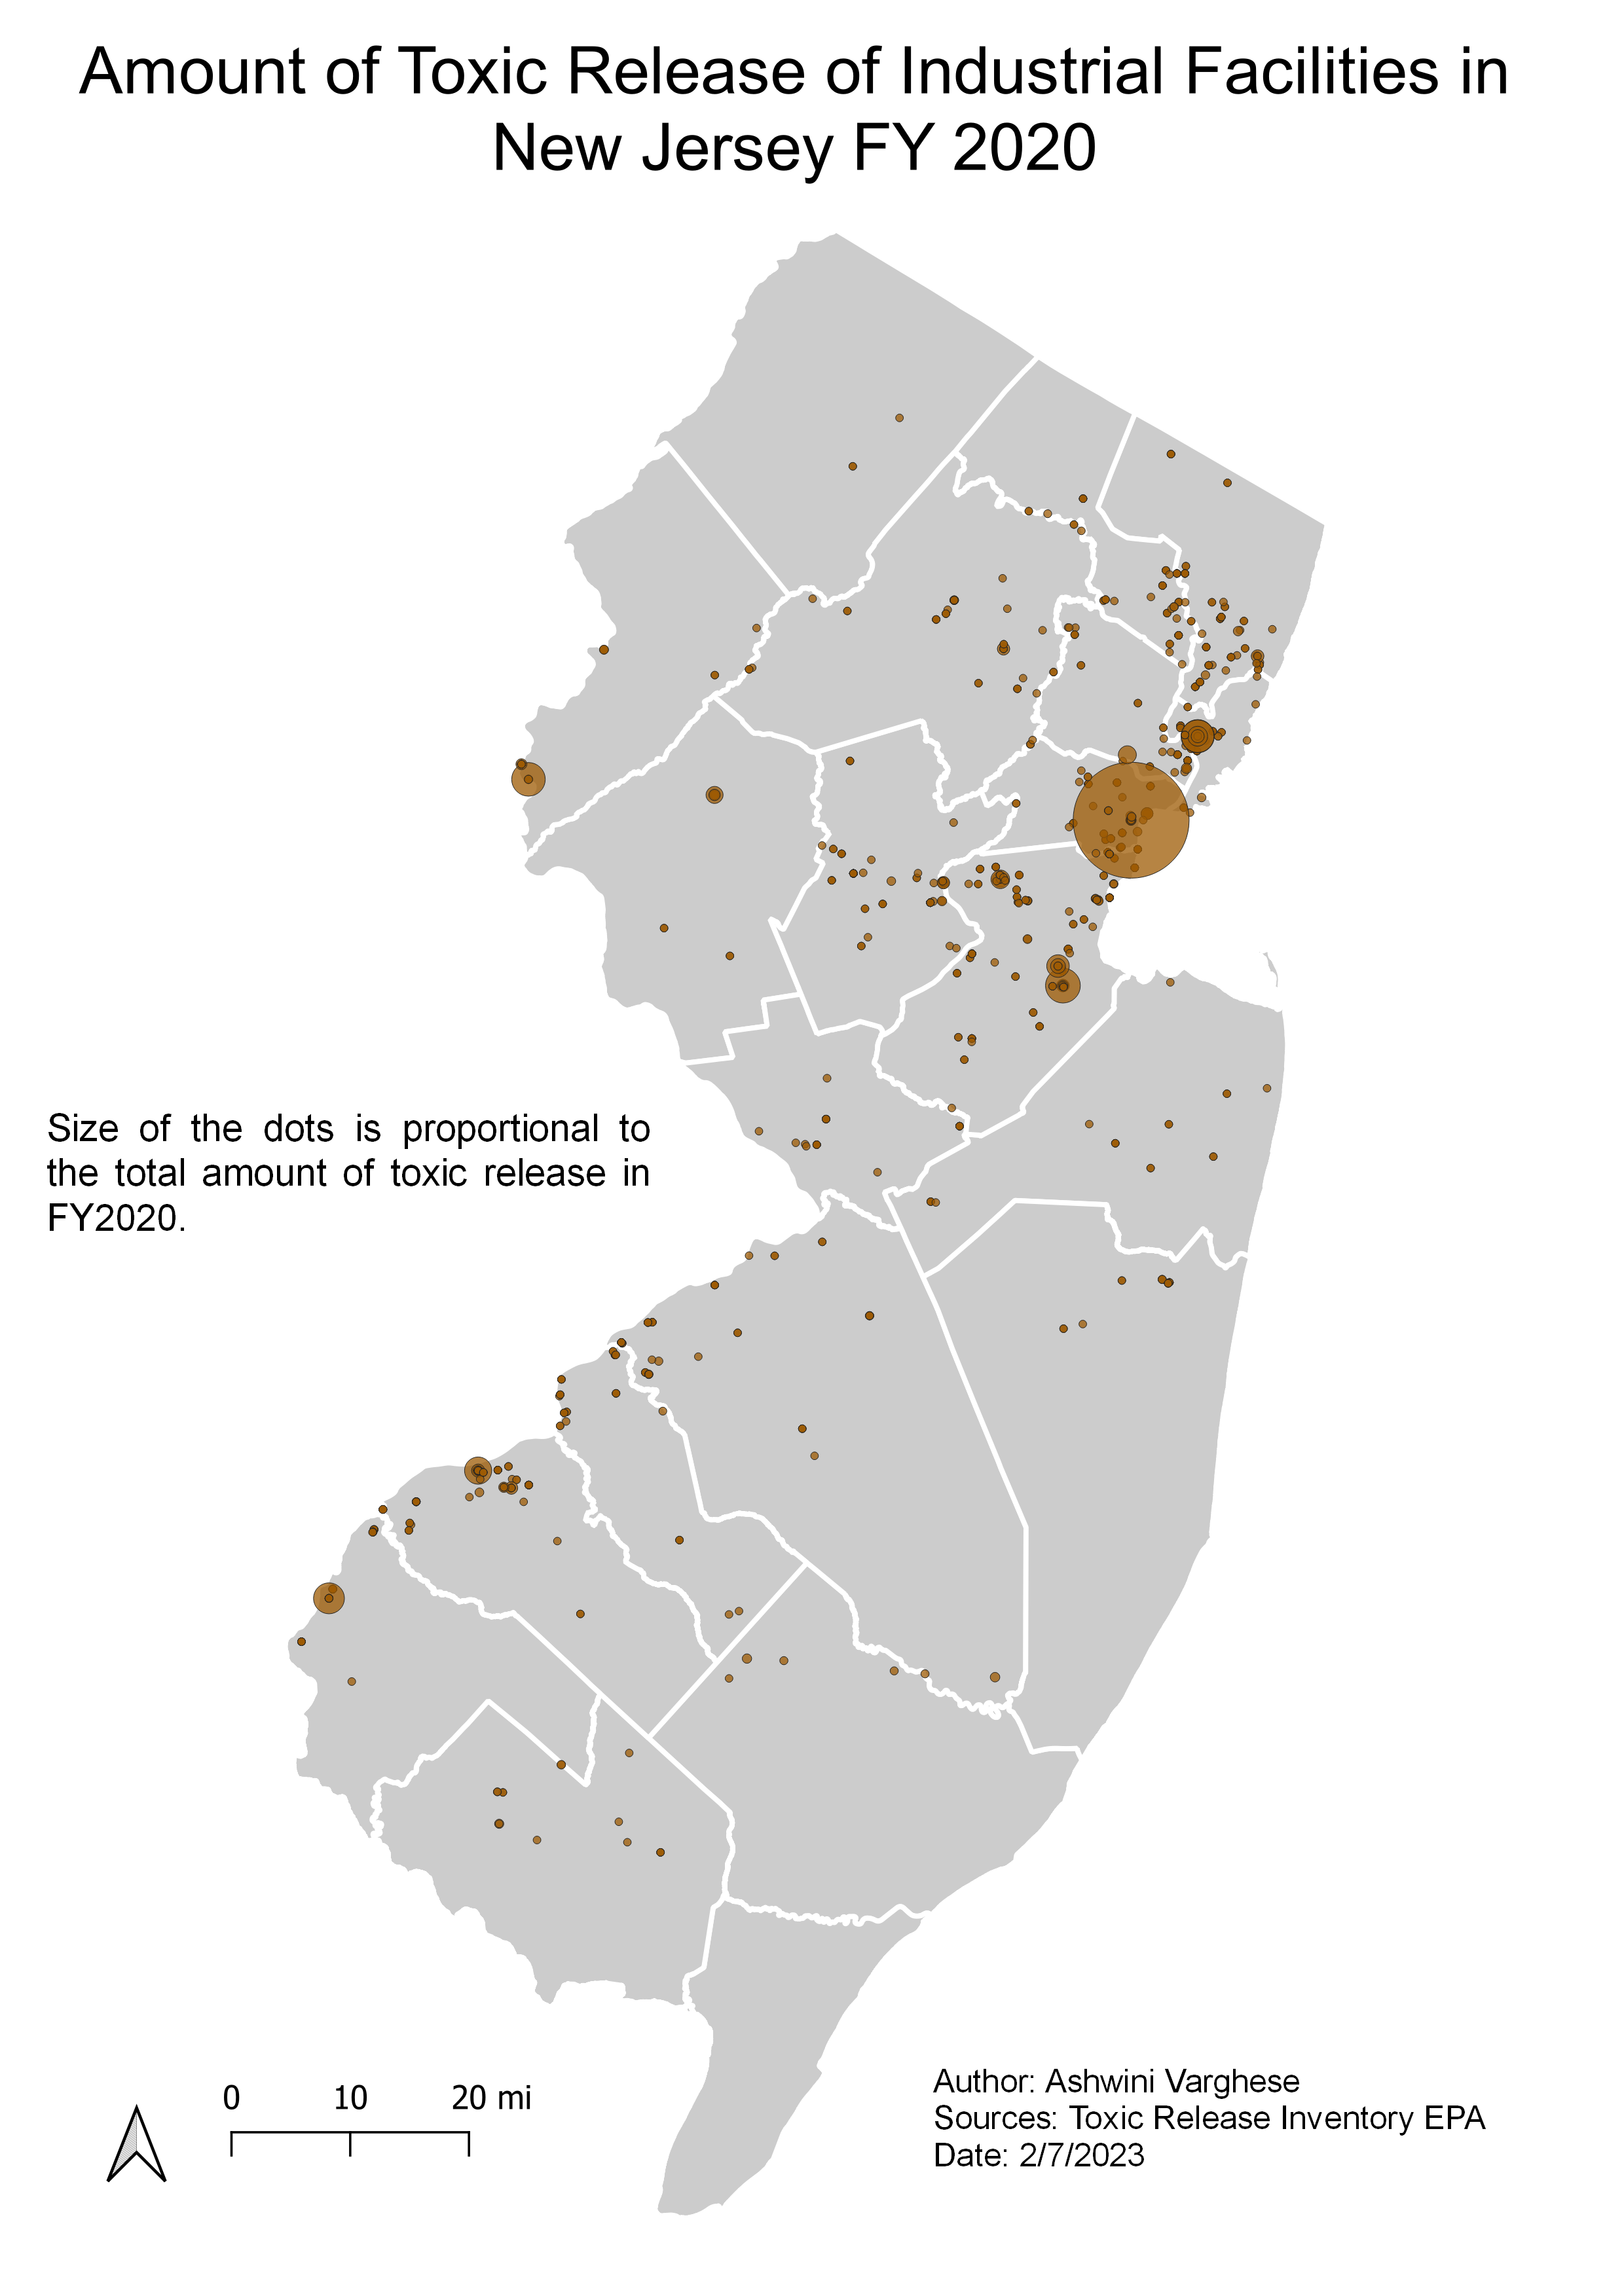 Amount of Toxic Release of Industrial Facilities in
New Jersey FY 2020
Size of the dots is proportional to
the total amount of toxic release in
FY2020.
0 10 20 mi
Author: Ashwini Varghese
Sources: Toxic Release Inventory EPA
Date: 2/7/2023